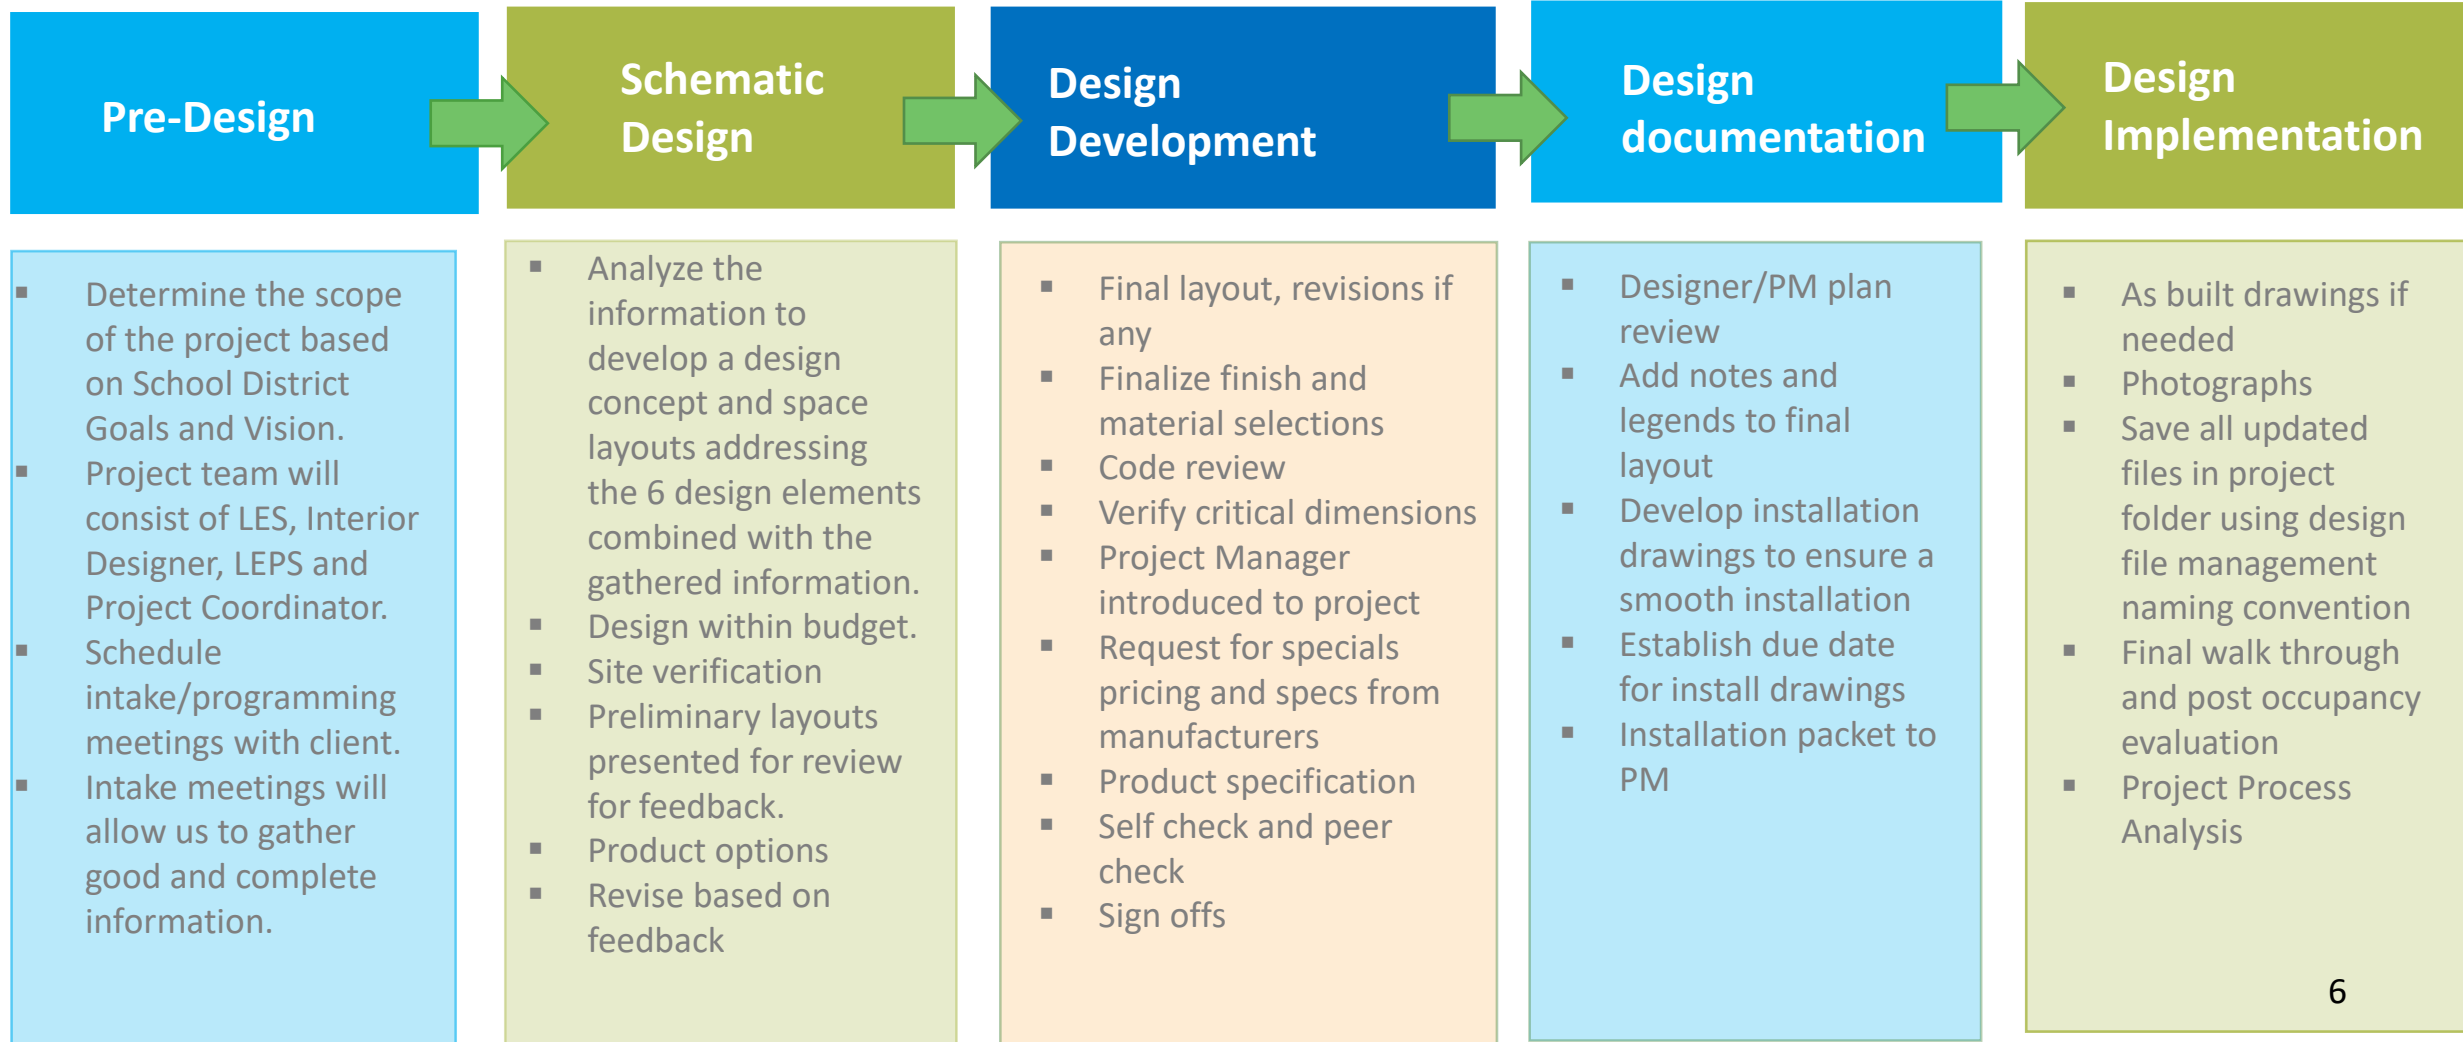 Pre-Design
▪ Determine the scope
of the project based
on School District
Goals and Vision.
▪ Project team will
consist of LES, Interior
Designer, LEPS and
Project Coordinator.
▪ Schedule
intake/programming
meetings with client.
▪ Intake meetings will
allow us to gather
good and complete
information.
Schematic
Design
▪ Analyze the
information to
develop a design
concept and space
layouts addressing
the 6 design elements
combined with the
gathered information.
▪ Design within budget.
▪ Site verification
▪ Preliminary layouts
presented for review
for feedback.
▪ Product options
▪ Revise based on
feedback
Design
Development
▪ Final layout, revisions if
any
▪ Finalize finish and
material selections
▪ Code review
▪ Verify critical dimensions
▪ Project Manager
introduced to project
▪ Request for specials
pricing and specs from
manufacturers
▪ Product specification
▪ Self check and peer
check
▪ Sign offs
Design
documentation
▪ Designer/PM plan
review
▪ Add notes and
legends to final
layout
▪ Develop installation
drawings to ensure a
smooth installation
▪ Establish due date
for install drawings
▪ Installation packet to
PM
Design
Implementation
▪ As built drawings if
needed
▪ Photographs
▪ Save all updated
files in project
folder using design
file management
naming convention
▪ Final walk through
and post occupancy
evaluation
▪ Project Process
Analysis
6